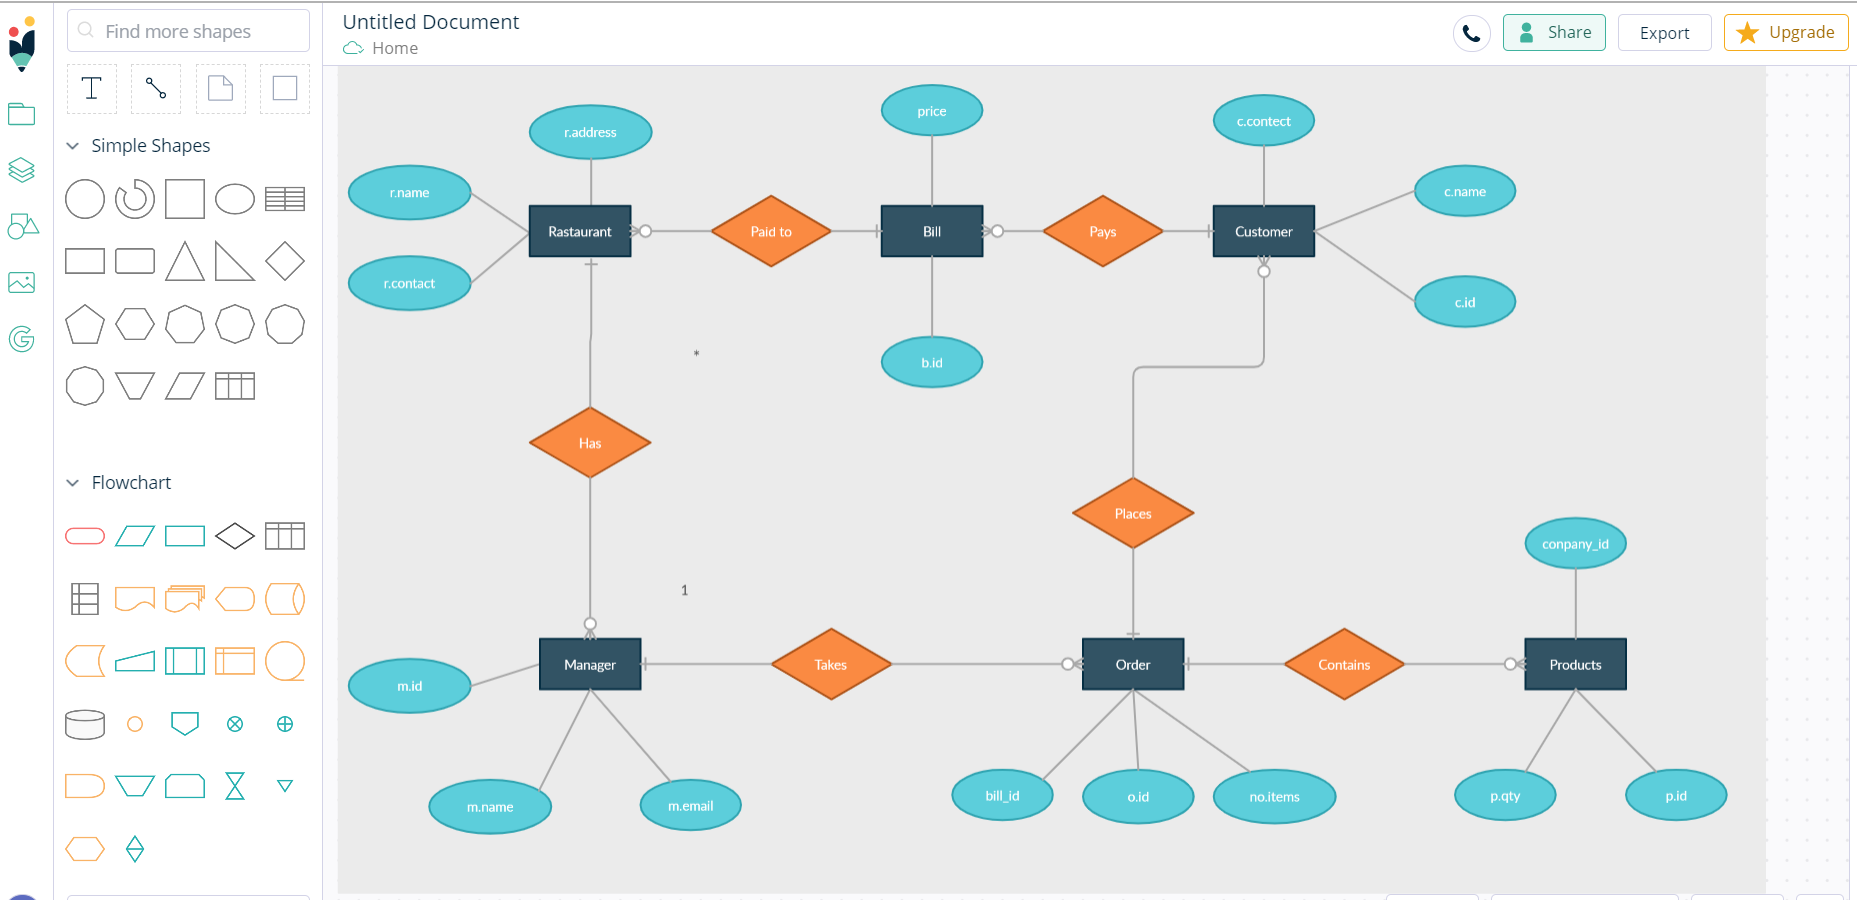 Untitled Document
Home
Share
Export
Upgrade
Find more shapes
T
Simple Shapes
Flowchart
r.address
price
c.contect
r.name
c.name
Rastaurant
Paid to
Bill
Pays
Customer
r.contact
c.id
*
b.id
Has
Places
conpany_id
1
Manager
Takes
Order
Contains
Products
m.id
m.name
m.email
bill_id
o.id
no.items
p.qty
p.id